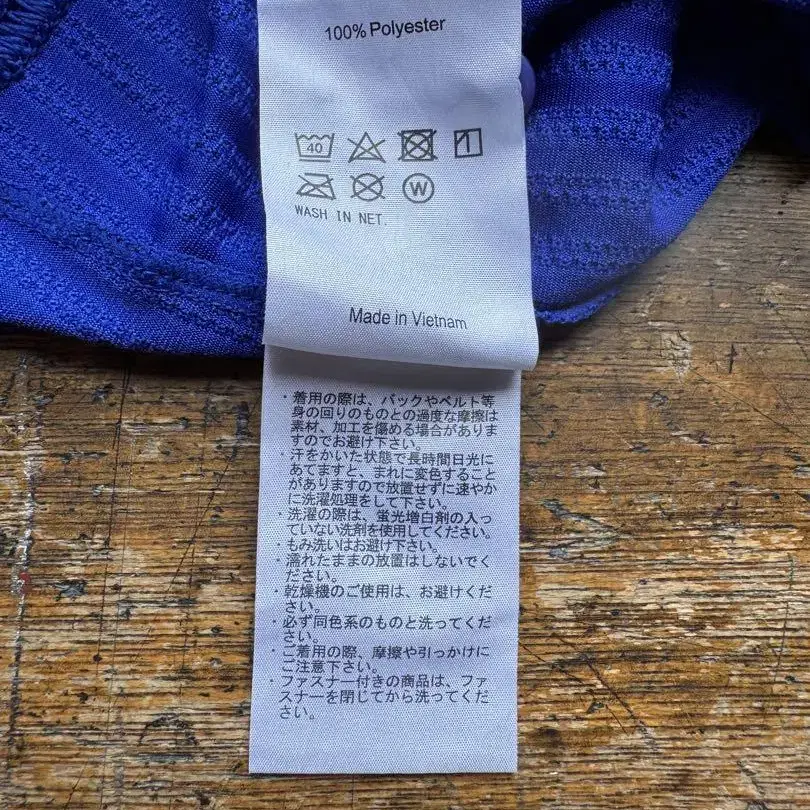 100% Polyester
40
W
WASH IN NET.
Made in Vietnam
・着用の際は、バックやベルト等
身の回りのものとの過度な摩擦は
素材、加工を傷める場合がありま
すのでお避け下さい。
・汗をかいた状態で長時間日光に
あてますと、まれに変色すること
がありますので放置せずに速やか
に洗濯処理をして下さい。
・洗濯の際は、蛍光増白剤の入っ
ていない洗剤を使用してください。
・もみ洗いはお避け下さい。
・濡れたままの放置はしないでく
ださい。
・乾燥機のご使用は、お避けくだ
さい。
・必ず同色系のものと洗ってくだ
さい。
・ご着用の際、摩擦や引っかけに
ご注意下さい。
・ファスナー付きの商品は、ファ
スナーを閉じてから洗ってくだ
さい。